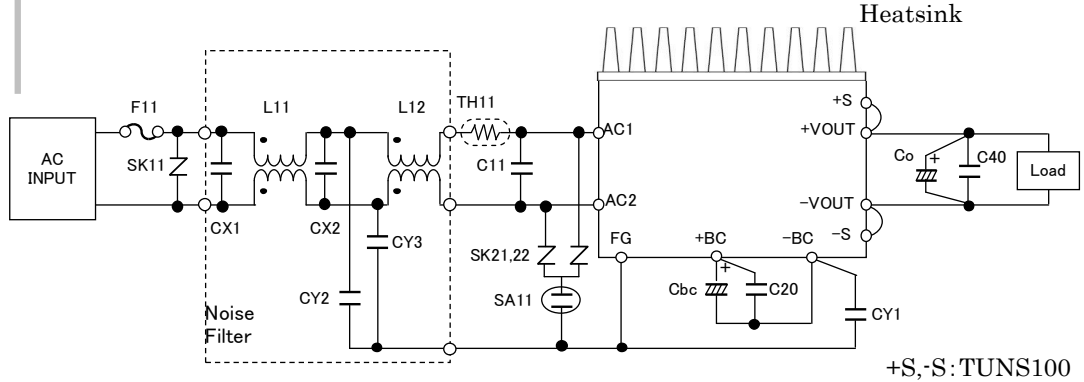 Heatsink
F11
L11
L12
TH11
AC1
+S
+VOUT
AC
INPUT
SK11
C11
Co
+
C40
Load
AC2
−VOUT
CX1
CX2
CY3
SK21,22
FG
+BC
−BC
−S
+
Cbc
C20
CY2
SA11
CY1
Noise
Filter
+S,-S:TUNS100